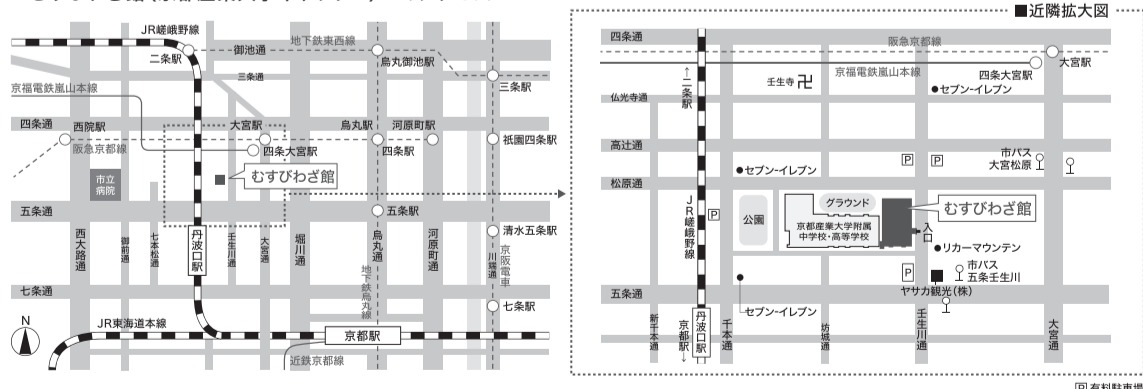 ■近隣拡大図
JR嵯峨野線
二条駅
御池通
地下鉄東西線
烏丸御池駅
三条通
三条駅
京福電鉄嵐山本線
四条通
西院駅
大宮駅
烏丸駅
河原町駅
阪急京都線
四条大宮駅
四条駅
祇園四条駅
市立
病院
むすびわざ館
五条通
五条駅
清水五条駅
西大路通
御前通
七本松通
丹波口駅
壬生川通
大宮通
堀川通
烏丸通
地下鉄烏丸線
河原町通
川端通
京阪電車
七条通
七条駅
N
JR東海道本線
京都駅
近鉄京都線
四条通
阪急京都線
大宮駅
←二条駅
京福電鉄嵐山本線
四条大宮駅
壬生寺卍
仏光寺通
●セブン-イレブン
高辻通
市バス
大宮松原
P
P
●セブン-イレブン
松原通
JR嵯峨野線
P
公園
グラウンド
京都産業大学附属
中学校・高等学校
むすびわざ館
入口
●リカーマウンテン
P
市バス
五条壬生川
ヤサカ観光(株)
五条通
セブン-イレブン
新千本通
京都駅→
丹波口駅
千本通
坊城通
壬生川通
大宮通
P 有料駐車場